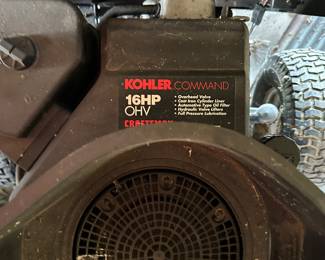 KOHLER COMMAND
16HP
OHV
• Overhead Valve
• Cast Iron Cylinder Liner
• Automotive Type Oil Filter
• Hydraulic Valve Lifters
• Full Pressure Lubrication
CRAFTSMAN